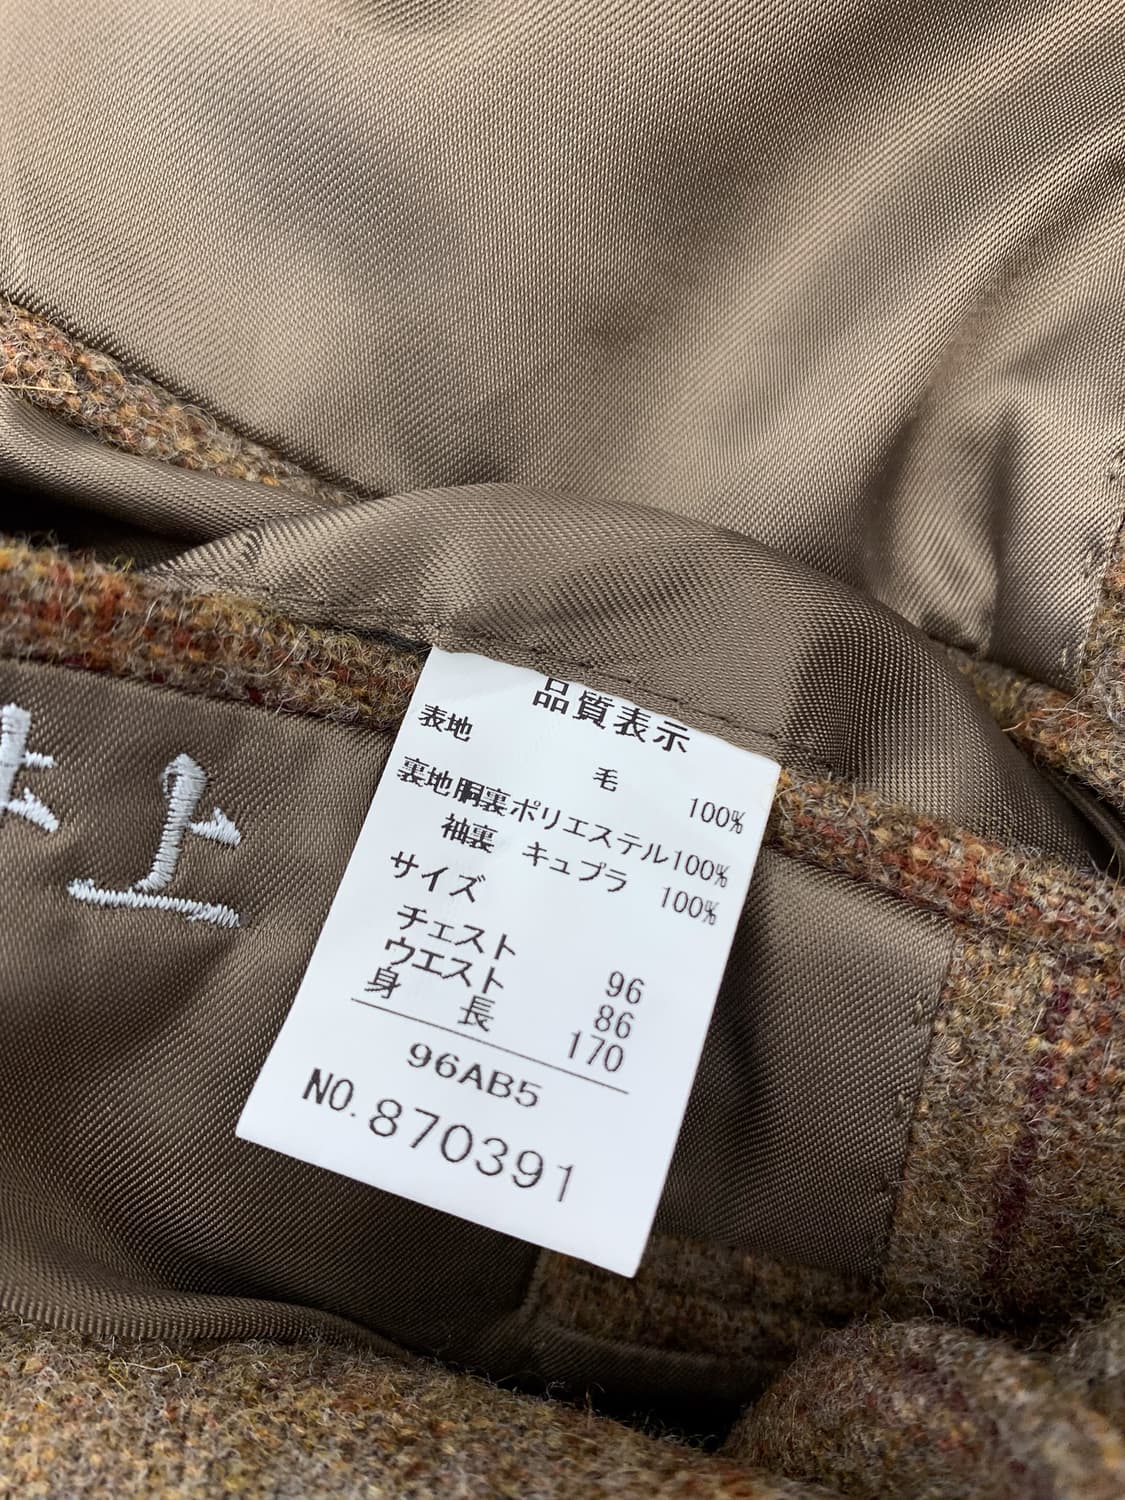 品質表示
表地
毛 100%
裏地胴裏ポリエステル100%
袖裏 キュプラ 100%
サイズ
チェスト 96
ウエスト 86
身長 170
96AB5
NO.870391
上